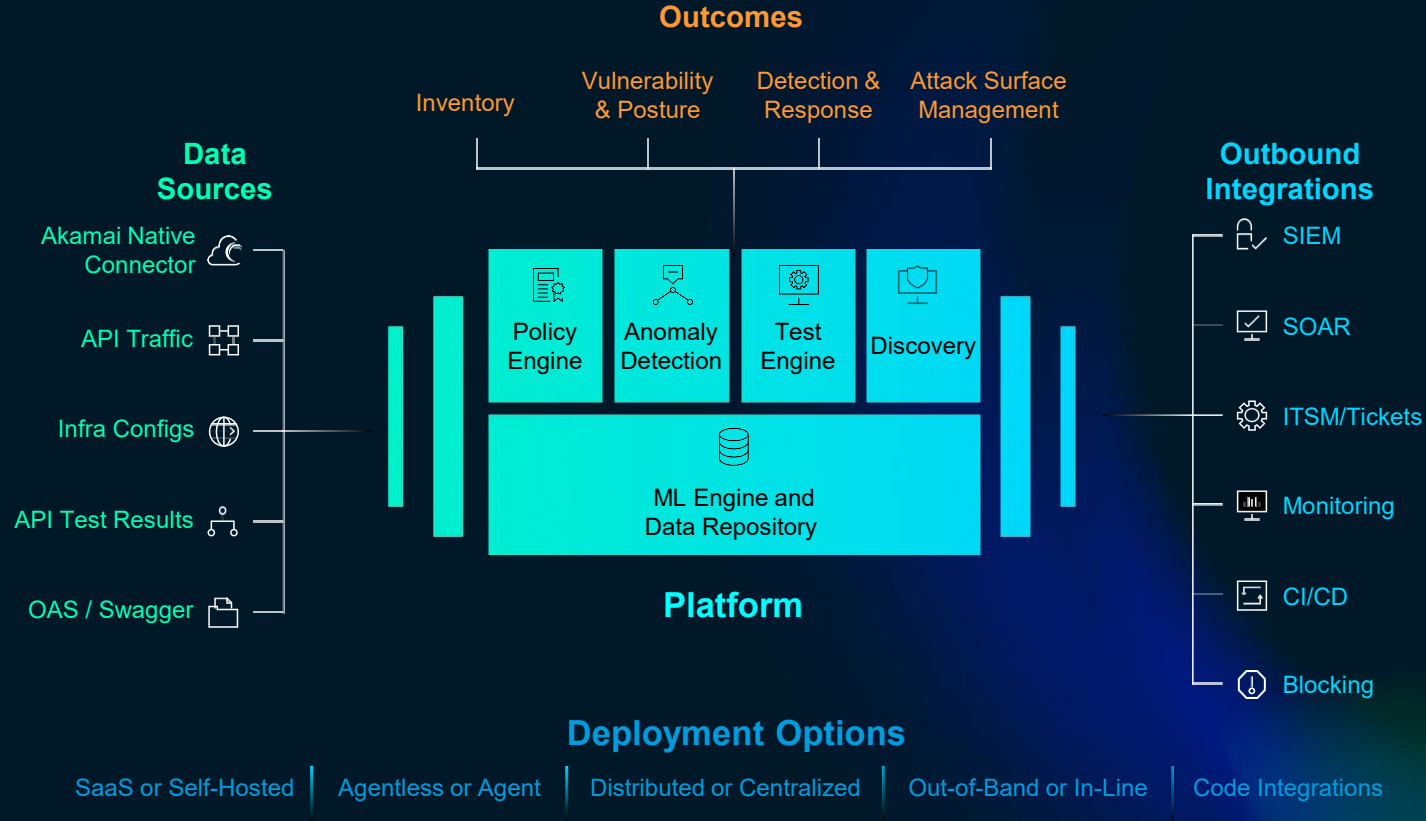 Outcomes
Inventory
Vulnerability
& Posture
Detection &
Response
Attack Surface
Management
Data
Sources
Akamai Native
Connector
API Traffic
Infra Configs
API Test Results
OAS / Swagger
Policy
Engine
Anomaly
Detection
Test
Engine
Discovery
ML Engine and
Data Repository
Platform
Outbound
Integrations
SIEM
SOAR
ITSM/Tickets
Monitoring
CI/CD
Blocking
Deployment Options
SaaS or Self-Hosted
Agentless or Agent
Distributed or Centralized
Out-of-Band or In-Line
Code Integrations